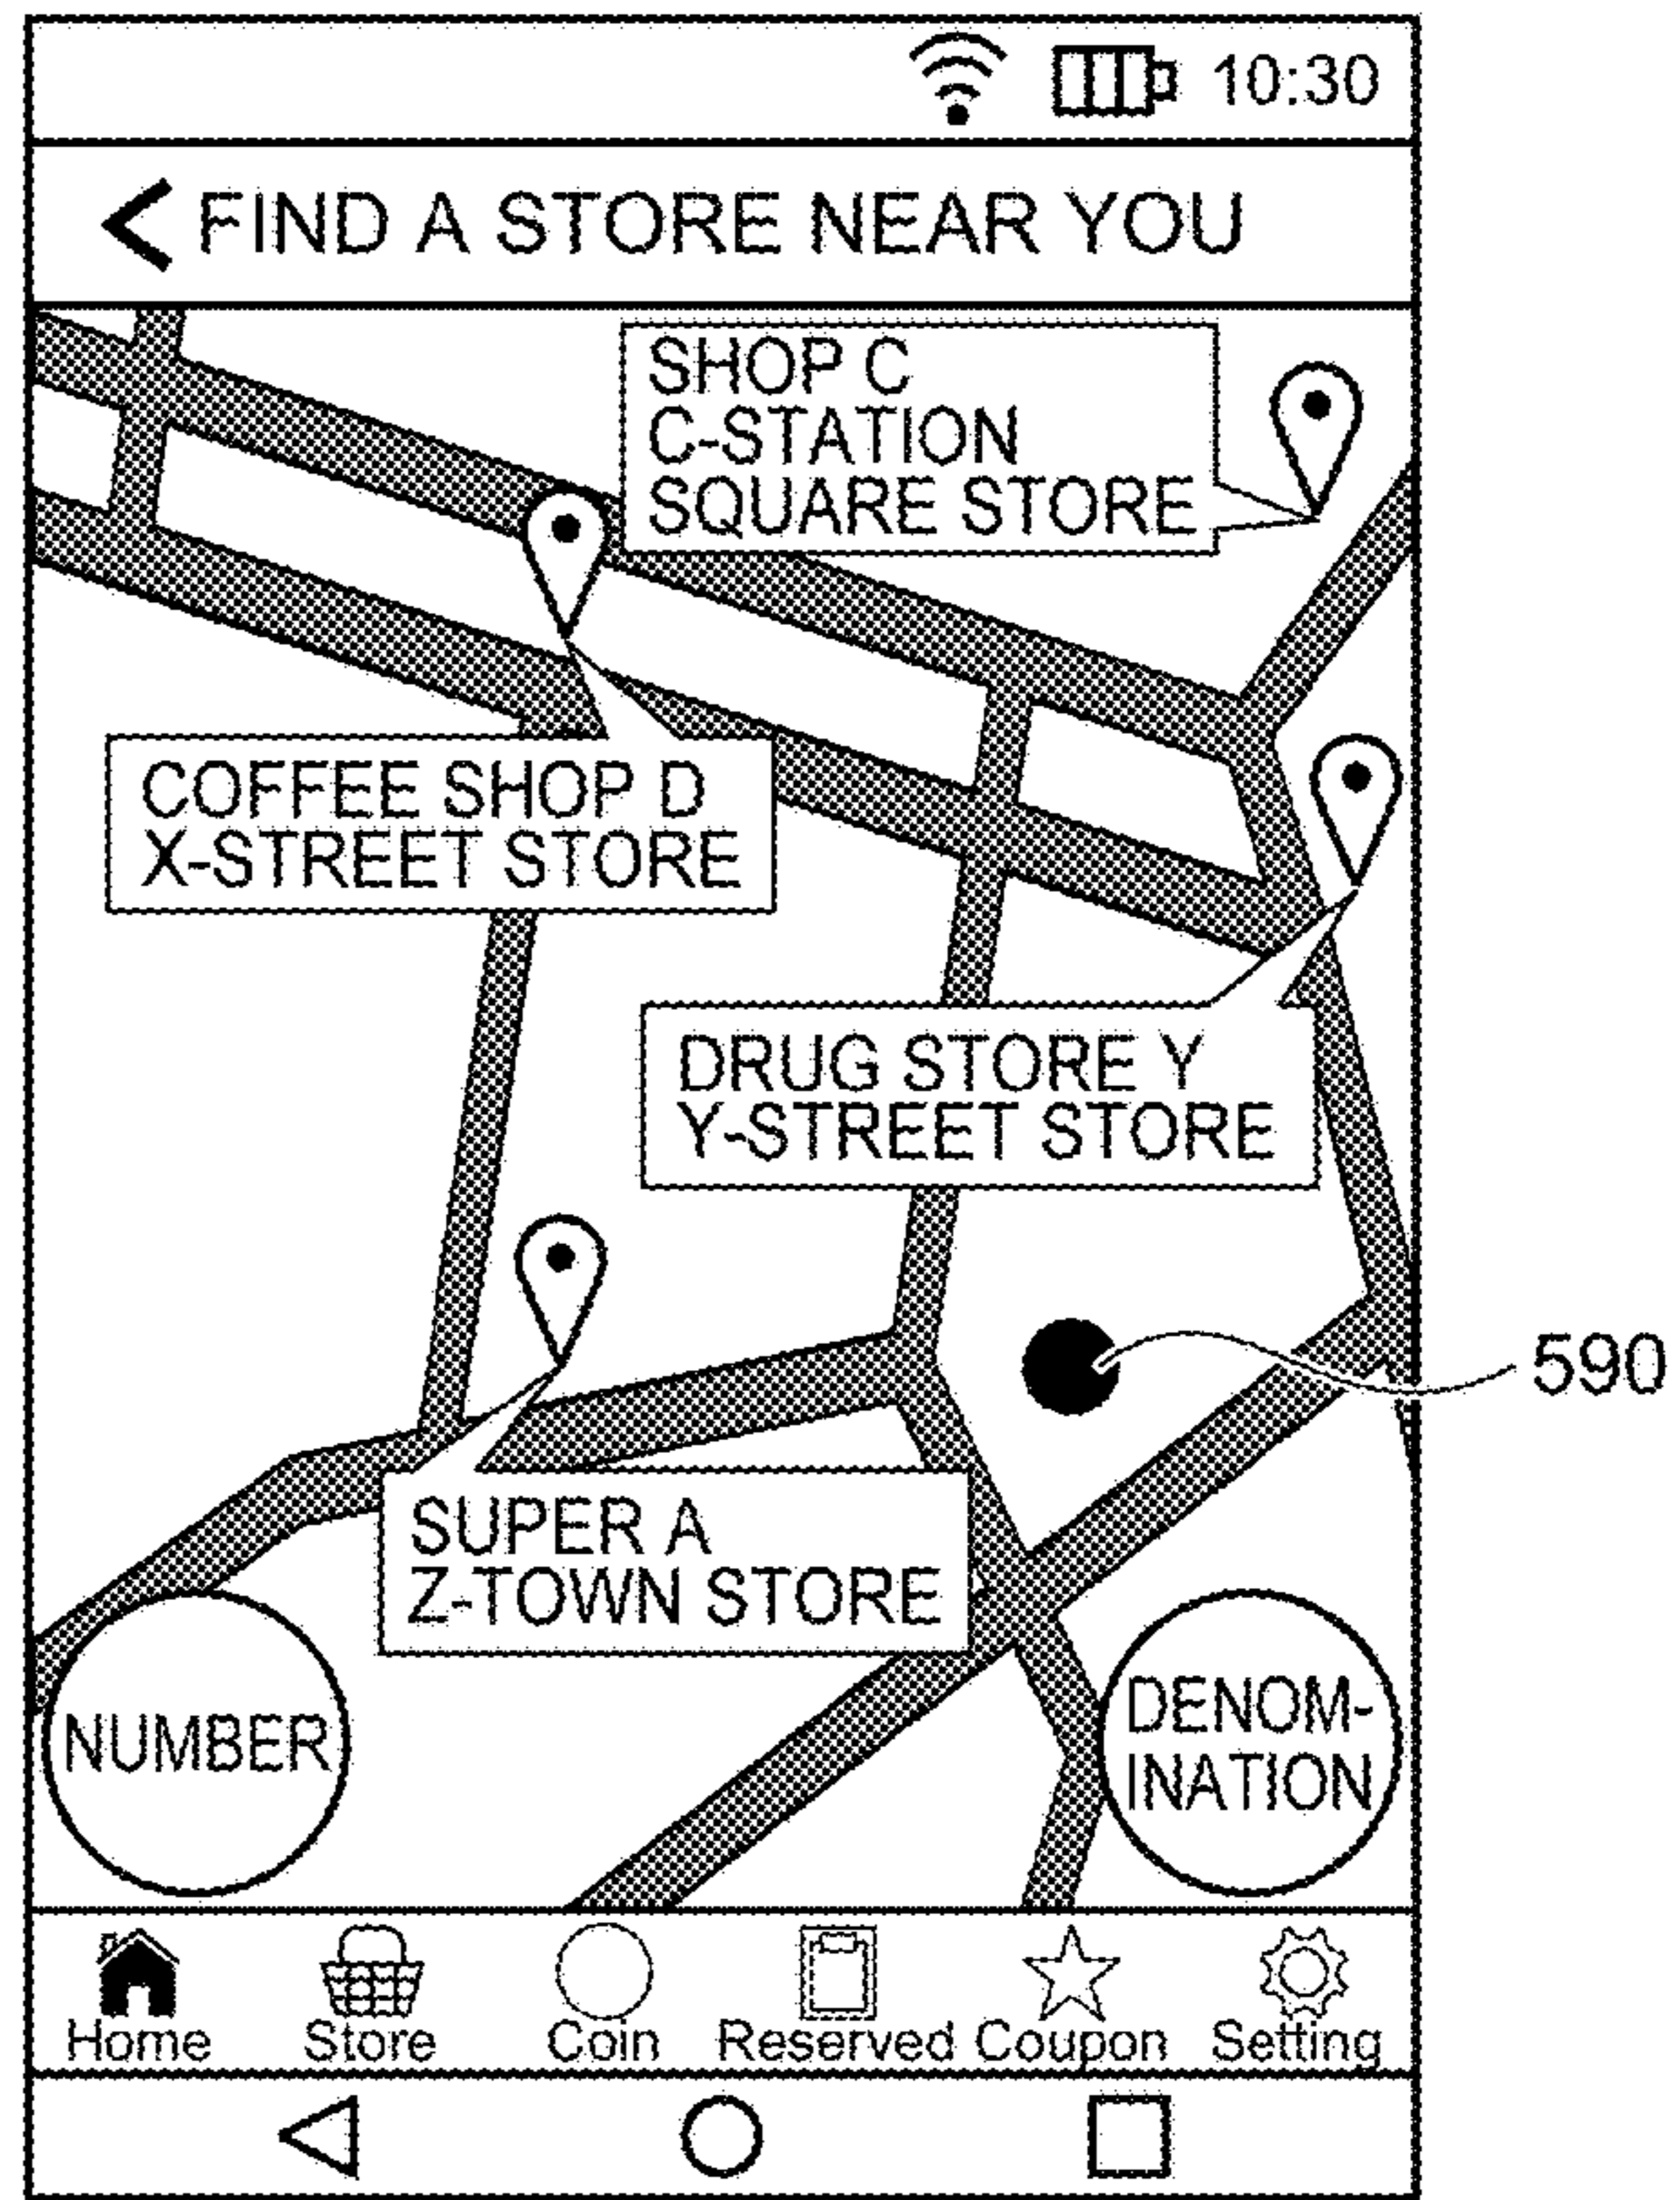 10:30
FIND A STORE NEAR YOU
SHOP C
C-STATION
SQUARE STORE
COFFEE SHOP D
X-STREET STORE
DRUG STORE Y
Y-STREET STORE
590
SUPER A
Z-TOWN STORE
NUMBER
DENOM-
INATION
Home Store Coin Reserved Coupon Setting